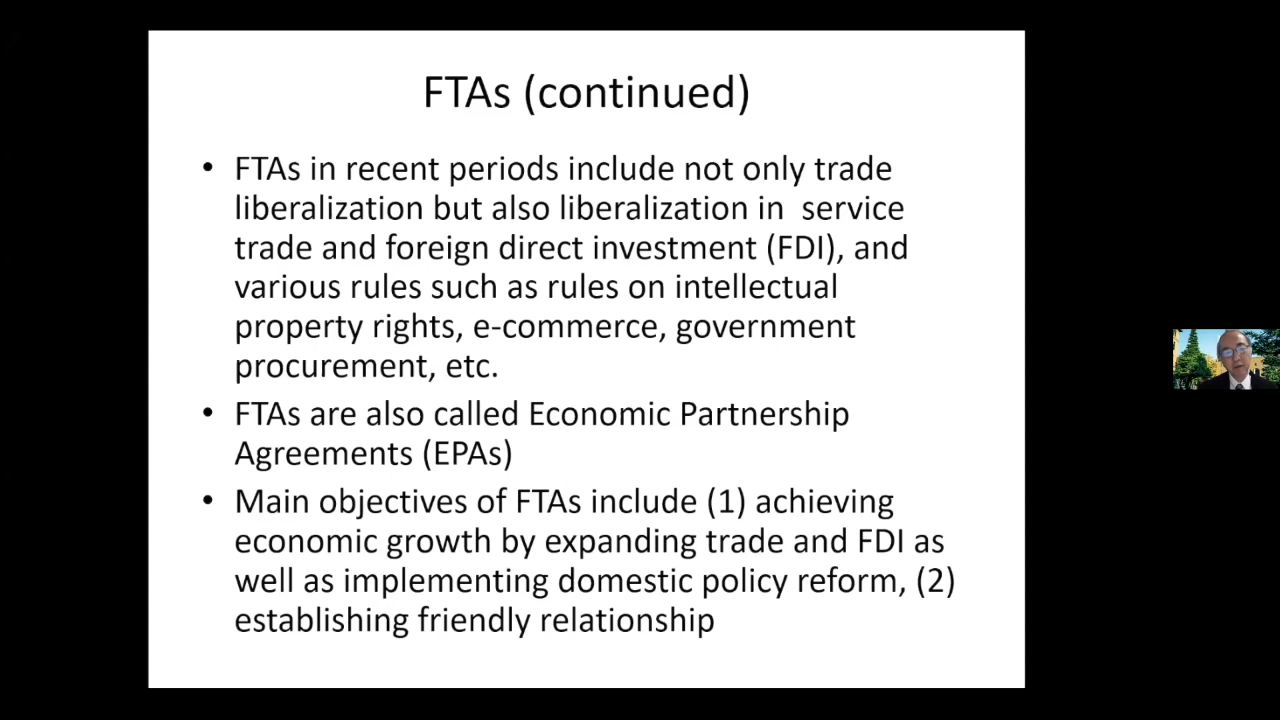 FTAs (continued)
• FTAs in recent periods include not only trade
liberalization but also liberalization in  service
trade and foreign direct investment (FDI), and
various rules such as rules on intellectual
property rights, e-commerce, government
procurement, etc.
• FTAs are also called Economic Partnership
Agreements (EPAs)
• Main objectives of FTAs include (1) achieving
economic growth by expanding trade and FDI as
well as implementing domestic policy reform, (2)
establishing friendly relationship